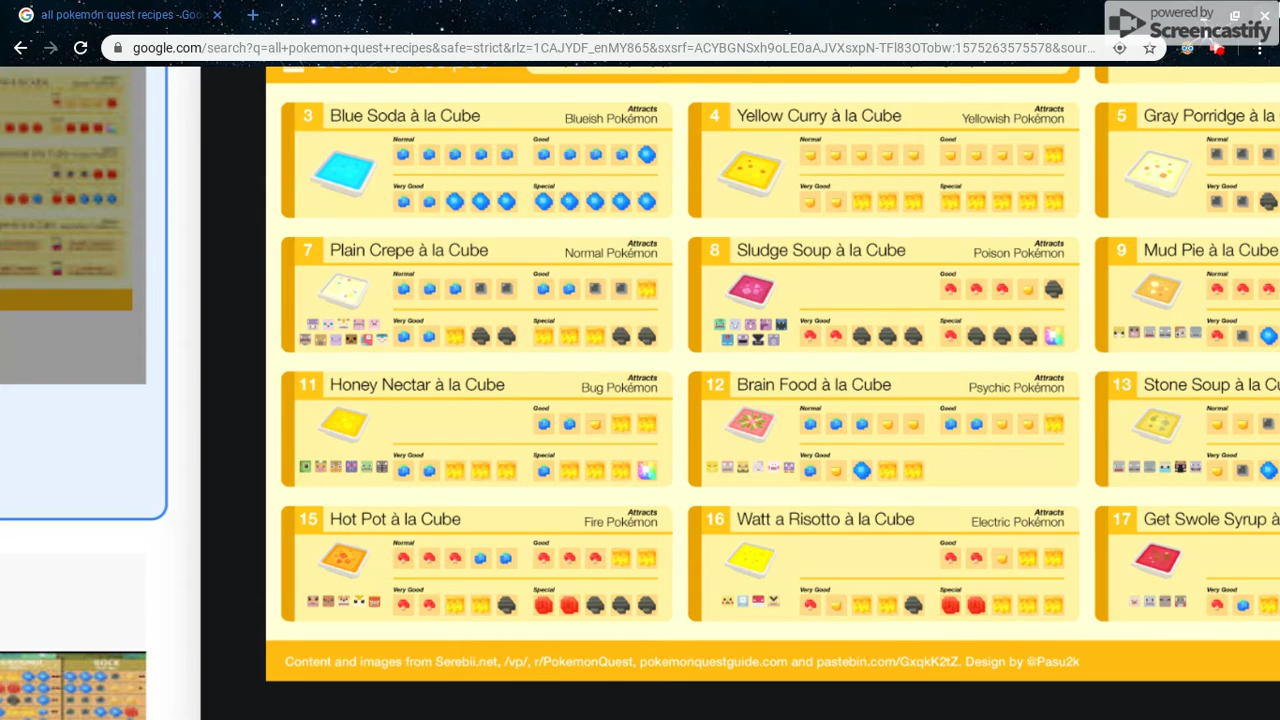 all pokemon quest recipes - Goo
powered by
Screencastify
google.com/search?q=all+pokemon+quest+recipes&safe=strict&rlz=1CAJYDF_enMY865&sxsrf=ACYBGNSxh9oLE0aAJVXsxpN-TFl83OTobw:1575263575578&sour...
3 Blue Soda à la Cube Attracts Blueish Pokémon
Normal Good
Very Good Special
4 Yellow Curry à la Cube Attracts Yellowish Pokémon
Normal Good
Very Good Special
5 Gray Porridge à la
Normal
Very Good
7 Plain Crepe à la Cube Attracts Normal Pokémon
Normal Good
Very Good Special
8 Sludge Soup à la Cube Attracts Poison Pokémon
Good
Very Good Special
9 Mud Pie à la Cube
Normal
Very Good
11 Honey Nectar à la Cube Attracts Bug Pokémon
Good
Very Good Special
12 Brain Food à la Cube Attracts Psychic Pokémon
Normal Good
Very Good
13 Stone Soup à la Cu
Normal
Very Good
15 Hot Pot à la Cube Attracts Fire Pokémon
Normal Good
Very Good Special
16 Watt a Risotto à la Cube Attracts Electric Pokémon
Good
Very Good Special
17 Get Swole Syrup à
Very Good
Content and images from Serebii.net, /vp/, r/PokemonQuest, pokemonquestguide.com and pastebin.com/GxqkK2tZ. Design by @Pasu2k